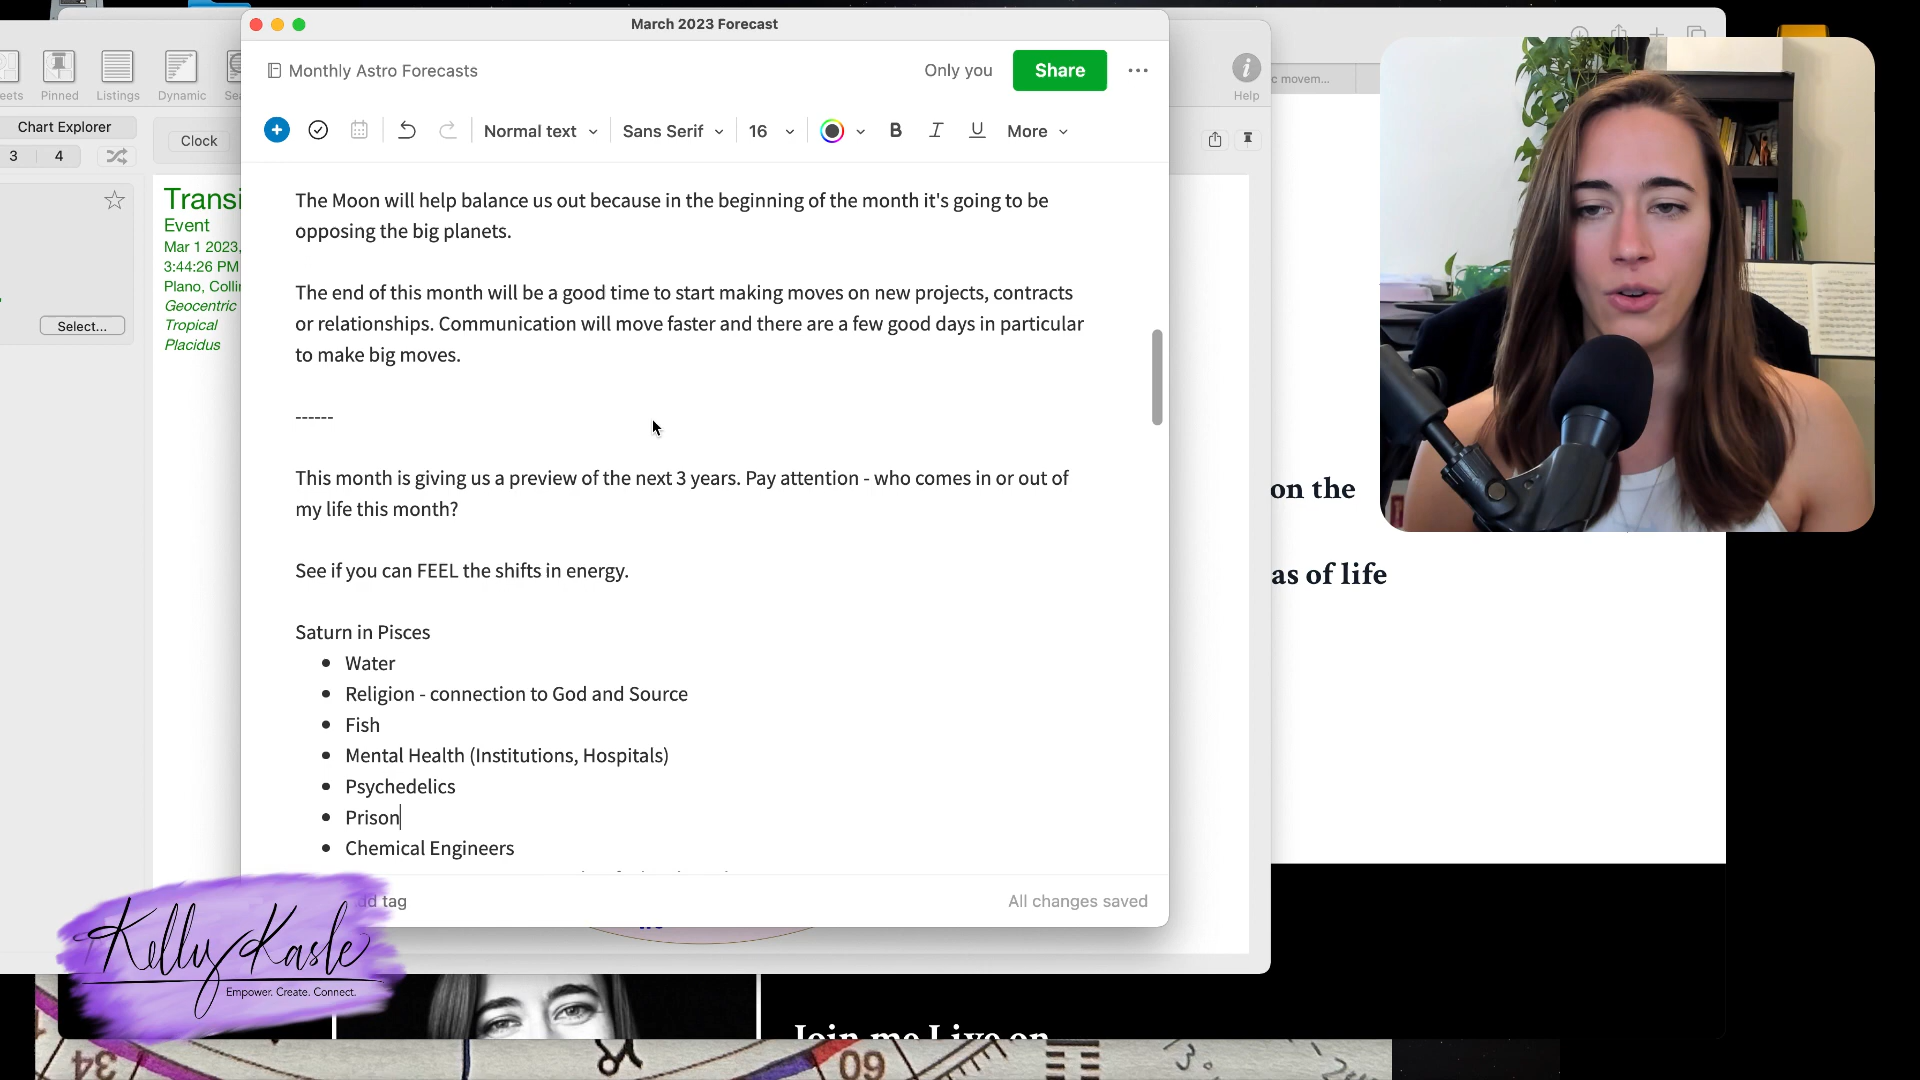 March 2023 Forecast
Monthly Astro Forecasts
Only you
Share
Pinned
Listings
Dynamic
Help
c movem...
Normal text
Sans Serif
16
More
Chart Explorer
3
4
Clock
Select...
Transi
Event
Mar 1 2023,
3:44:26 PM
Plano, Colli
Geocentric
Tropical
Placidus
The Moon will help balance us out because in the beginning of the month it's going to be
opposing the big planets.
The end of this month will be a good time to start making moves on new projects, contracts
or relationships. Communication will move faster and there are a few good days in particular
to make big moves.
------
This month is giving us a preview of the next 3 years. Pay attention - who comes in or out of
my life this month?
See if you can FEEL the shifts in energy.
Saturn in Pisces
Water
Religion - connection to God and Source
Fish
Mental Health (Institutions, Hospitals)
Psychedelics
Prison
Chemical Engineers
dd tag
All changes saved
on the
as of life
Kelly Kasle
Empower. Create. Connect.
Join me Live on